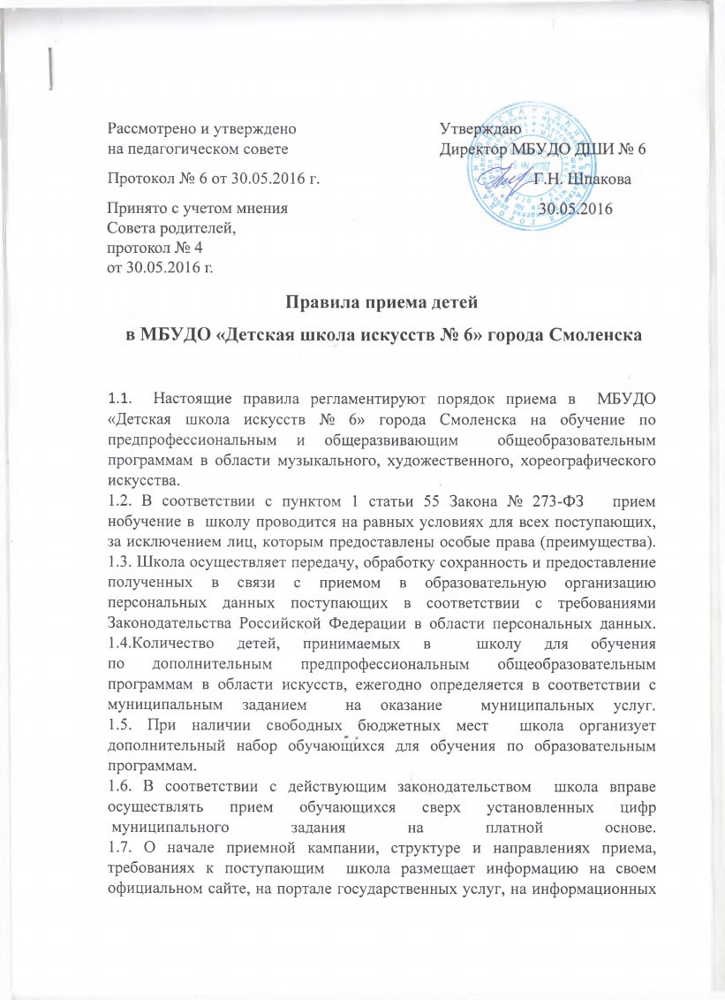 Рассмотрено и утверждено
на педагогическом совете
Протокол № 6 от 30.05.2016 г.
Принято с учетом мнения
Совета родителей,
протокол № 4
от 30.05.2016 г.
Утверждаю
Директор МБУДО ДШИ № 6
Г.Н. Шпакова
30.05.2016
Правила приема детей
в МБУДО «Детская школа искусств № 6» города Смоленска
1.1. Настоящие правила регламентируют порядок приема в МБУДО
«Детская школа искусств № 6» города Смоленска на обучение по
предпрофессиональным и общеразвивающим общеобразовательным
программам в области музыкального, художественного, хореографического
искусства.
1.2. В соответствии с пунктом 1 статьи 55 Закона № 273-ФЗ прием
нобучение в школу проводится на равных условиях для всех поступающих,
за исключением лиц, которым предоставлены особые права (преимущества).
1.3. Школа осуществляет передачу, обработку сохранность и предоставление
полученных в связи с приемом в образовательную организацию
персональных данных поступающих в соответствии с требованиями
Законодательства Российской Федерации в области персональных данных.
1.4.Количество детей, принимаемых в школу для обучения
по дополнительным предпрофессиональным общеобразовательным
программам в области искусств, ежегодно определяется в соответствии с
муниципальным заданием на оказание муниципальных услуг.
1.5. При наличии свободных бюджетных мест школа организует
дополнительный набор обучающихся для обучения по образовательным
программам.
1.6. В соответствии с действующим законодательством школа вправе
осуществлять прием обучающихся сверх установленных цифр
муниципального задания на платной основе.
1.7. О начале приемной кампании, структуре и направлениях приема,
требованиях к поступающим школа размещает информацию на своем
официальном сайте, на портале государственных услуг, на информационных